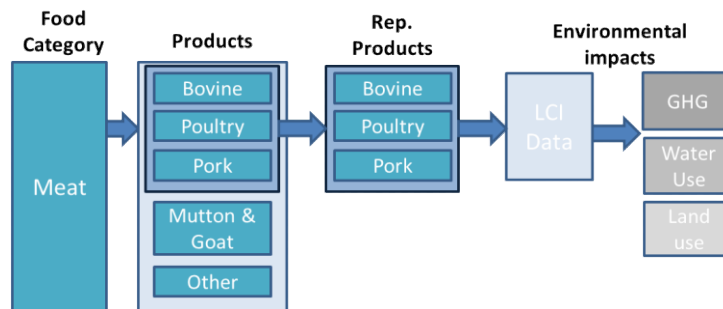 Food
Category
Products
Rep.
Products
Environmental
impacts
Meat
Bovine
Poultry
Pork
Mutton &
Goat
Other
Bovine
Poultry
Pork
LCI
Data
GHG
Water
Use
Land
use